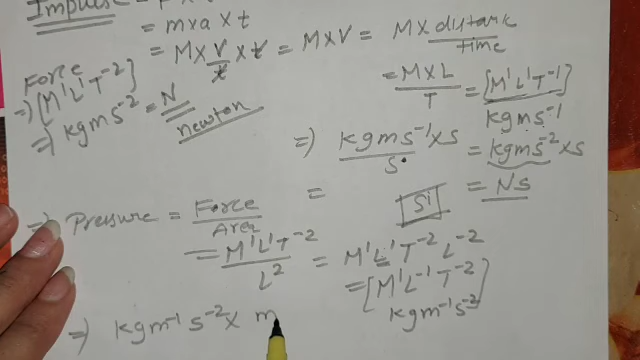 Impulse =
= m×a×t
= M×V/t×t = M×V = M×distank/time
Force
⇒[M¹L¹T⁻²]
= M×L/T = [M¹L¹T⁻¹]
⇒ kgms⁻² = N
newton
kgms⁻¹
⇒ kgms⁻¹×s/s = kgms⁻²×s
=
Si
= Ns
⇒ Pressure = Force/Area
= M¹L¹T⁻²/L² = M¹L¹T⁻²L⁻²
=[M¹L⁻¹T⁻²]
kgm⁻¹s⁻²
⇒ kgm⁻¹s⁻²× m